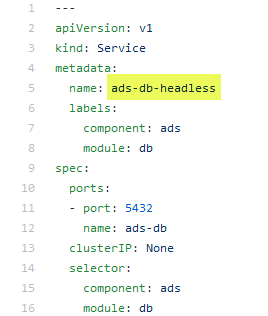 1 ---
2 apiVersion: v1
3 kind: Service
4 metadata:
5   name: ads-db-headless
6   labels:
7     component: ads
8     module: db
9 spec:
10   ports:
11   - port: 5432
12     name: ads-db
13   clusterIP: None
14   selector:
15     component: ads
16     module: db